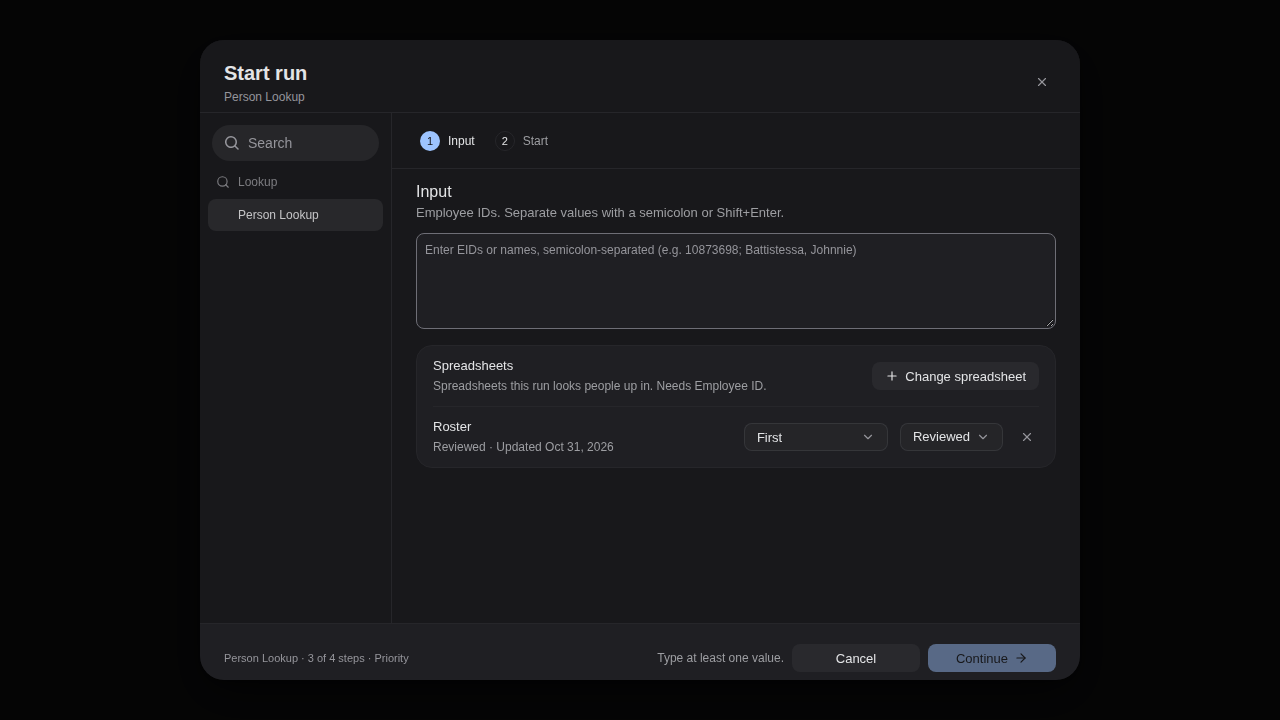 Start run
Person Lookup
Search
Lookup
Person Lookup
1 Input 2 Start
Input
Employee IDs. Separate values with a semicolon or Shift+Enter.
Enter EIDs or names, semicolon-separated (e.g. 10873698; Battistessa, Johnnie)
Spreadsheets
Spreadsheets this run looks people up in. Needs Employee ID.
Change spreadsheet
Roster
Reviewed · Updated Oct 31, 2026
First
Reviewed
Person Lookup · 3 of 4 steps · Priority
Type at least one value.
Cancel
Continue